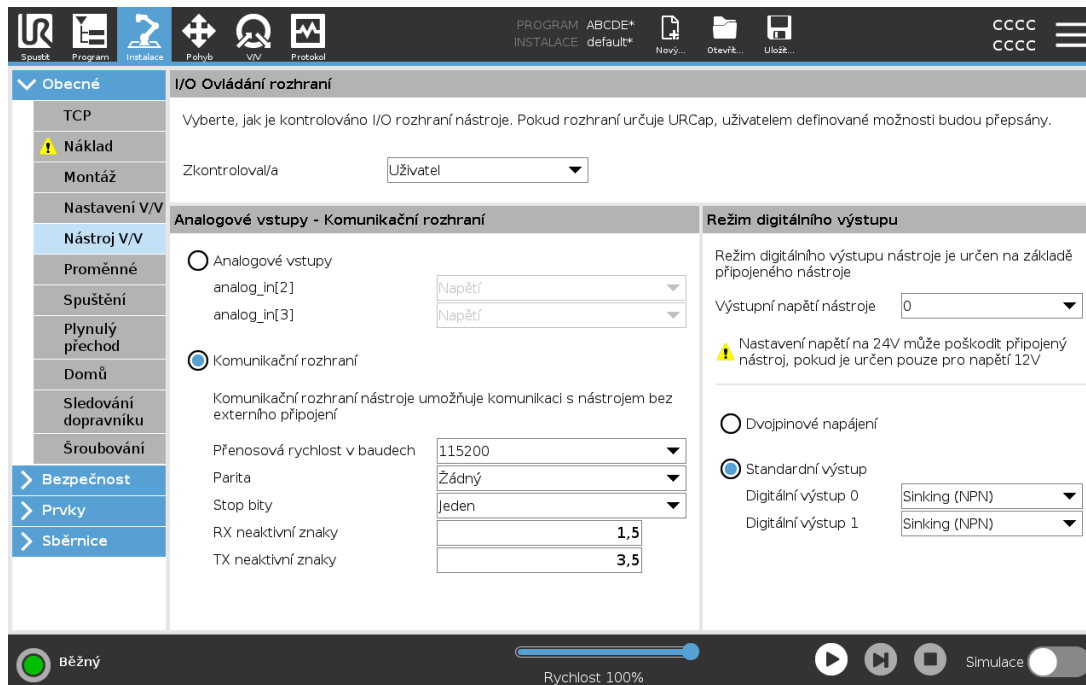 UR
Spustit
Program
Instalace
Pohyb
V/V
Protokol
PROGRAM ABCDE*
INSTALACE default*
Nový...
Otevřít...
Uložit...
CCCC
CCCC
Obecné
TCP
Náklad
Montáž
Nastavení V/V
Nástroj V/V
Proměnné
Spuštění
Plynulý
přechod
Domů
Sledování
dopravníku
Šroubování
Bezpečnost
Prvky
Sběrnice
I/O Ovládání rozhraní
Vyberte, jak je kontrolováno I/O rozhraní nástroje. Pokud rozhraní určuje URCap, uživatelem definované možnosti budou přepsány.
Zkontroloval/a Uživatel
Analogové vstupy - Komunikační rozhraní
Analogové vstupy
analog_in[2] Napětí
analog_in[3] Napětí
Komunikační rozhraní
Komunikační rozhraní nástroje umožňuje komunikaci s nástrojem bez
externího připojení
Přenosová rychlost v baudech 115200
Parita Žádný
Stop bity Jeden
RX neaktivní znaky 1,5
TX neaktivní znaky 3,5
Režim digitálního výstupu
Režim digitálního výstupu nástroje je určen na základě
připojeného nástroje
Výstupní napětí nástroje 0
Nastavení napětí na 24V může poškodit připojený
nástroj, pokud je určen pouze pro napětí 12V
Dvojpinové napájení
Standardní výstup
Digitální výstup 0 Sinking (NPN)
Digitální výstup 1 Sinking (NPN)
Běžný
Rychlost 100%
Simulace